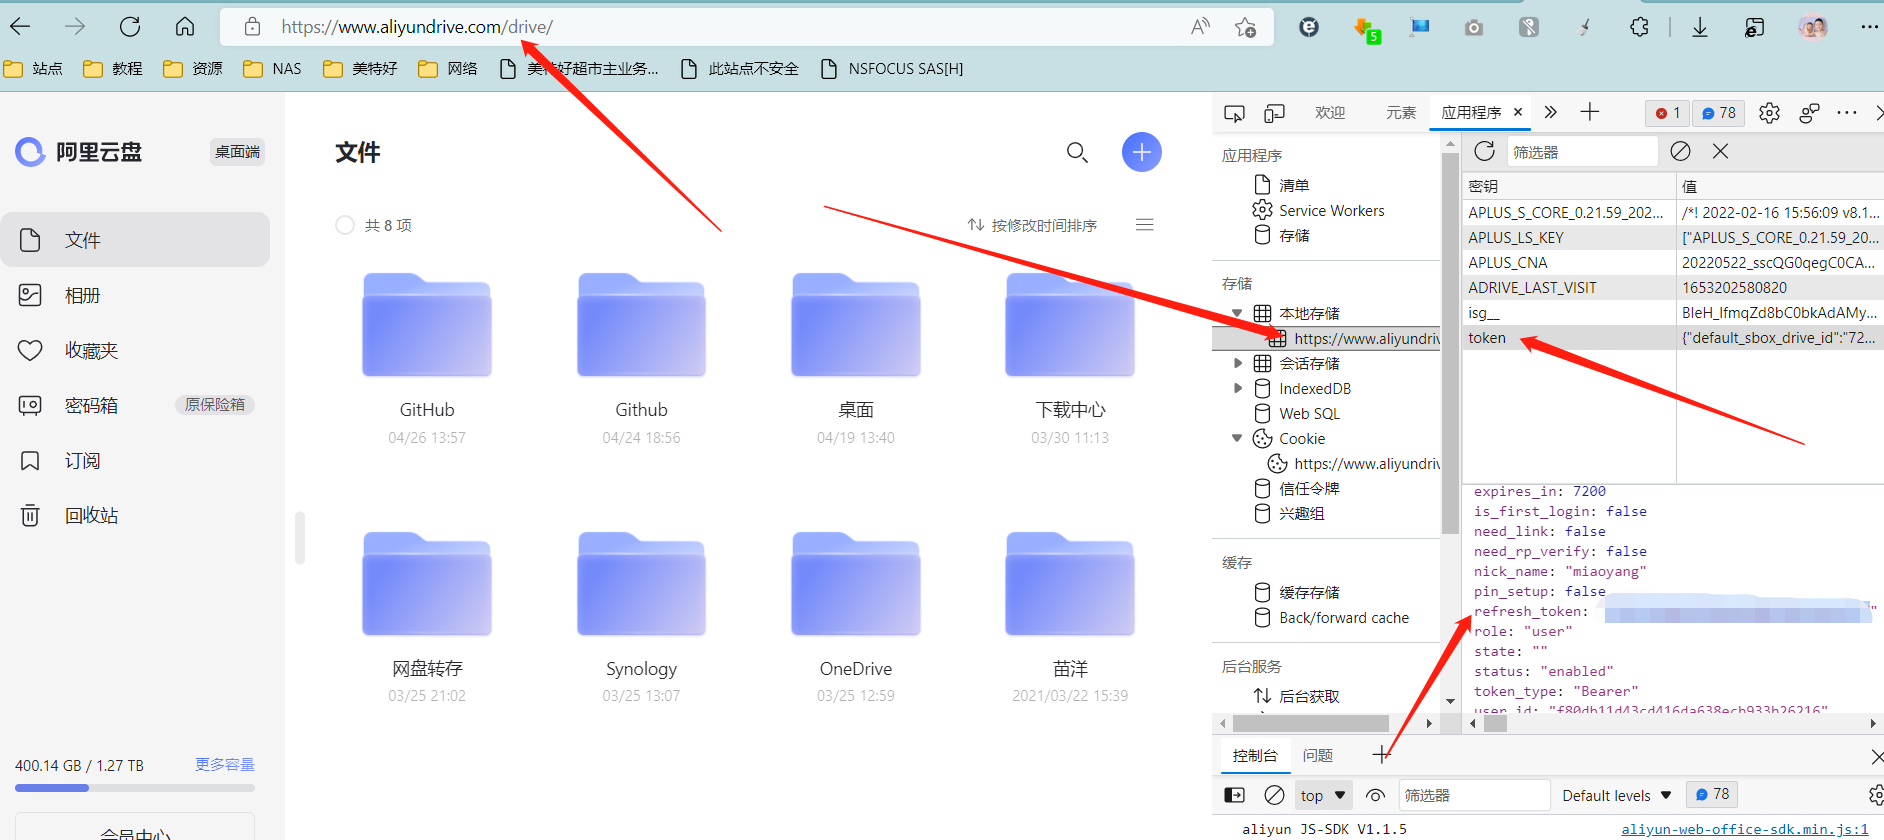 https://www.aliyundrive.com/drive/
5
站点
教程
资源
NAS
美特好
网络
美特好超市主业务...
此站点不安全
NSFOCUS SAS[H]
阿里云盘
桌面端
文件
相册
收藏夹
密码箱
原保险箱
订阅
回收站
400.14 GB / 1.27 TB
更多容量
会员中心
文件
共 8 项
按修改时间排序
GitHub
04/26 13:57
Github
04/24 18:56
桌面
04/19 13:40
下载中心
03/30 11:13
网盘转存
03/25 21:02
Synology
03/25 13:07
OneDrive
03/25 12:59
苗洋
2021/03/22 15:39
欢迎
元素
应用程序
1
78
应用程序
清单
Service Workers
存储
存储
本地存储
https://www.aliyundriv
会话存储
IndexedDB
Web SQL
Cookie
https://www.aliyundriv
信任令牌
兴趣组
缓存
缓存存储
Back/forward cache
后台服务
后台获取
筛选器
密钥
值
APLUS_S_CORE_0.21.59_202...
/*! 2022-02-16 15:56:09 v8.1...
APLUS_LS_KEY
["APLUS_S_CORE_0.21.59_20...
APLUS_CNA
20220522_sscQG0qegC0CA...
ADRIVE_LAST_VISIT
1653202580820
isg__
BIeH_IfmqZd8bC0bkAdAMy...
token
{"default_sbox_drive_id":"72...
expires_in: 7200
is_first_login: false
need_link: false
need_rp_verify: false
nick_name: "miaoyang"
pin_setup: false
refresh_token: "
role: "user"
state: ""
status: "enabled"
token_type: "Bearer"
user_id: "f80db11d43cd416da638ecb933b26216"
控制台
问题
top
筛选器
Default levels
78
aliyun JS-SDK V1.1.5
aliyun-web-office-sdk.min.js:1